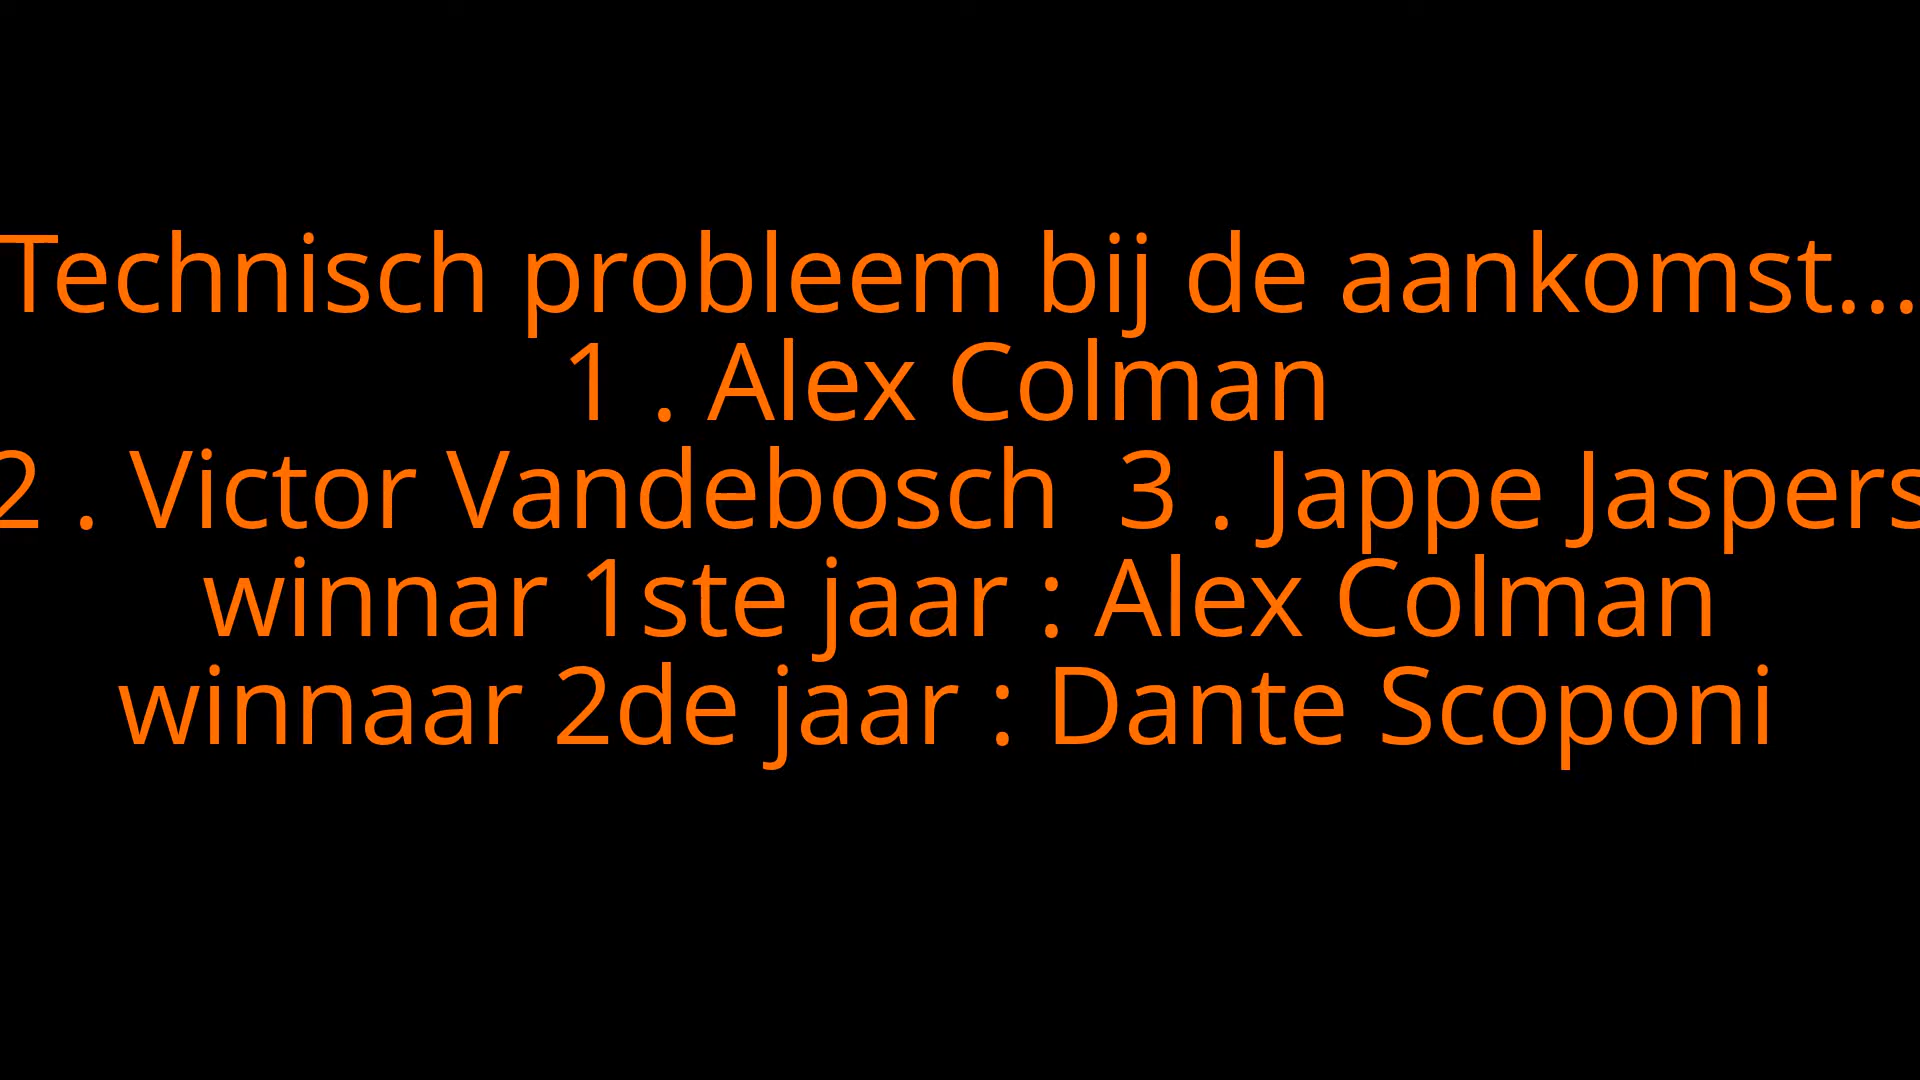 Technisch probleem bij de aankomst...
1 . Alex Colman
2 . Victor Vandebosch  3 . Jappe Jaspers
winnar 1ste jaar : Alex Colman
winnaar 2de jaar : Dante Scoponi